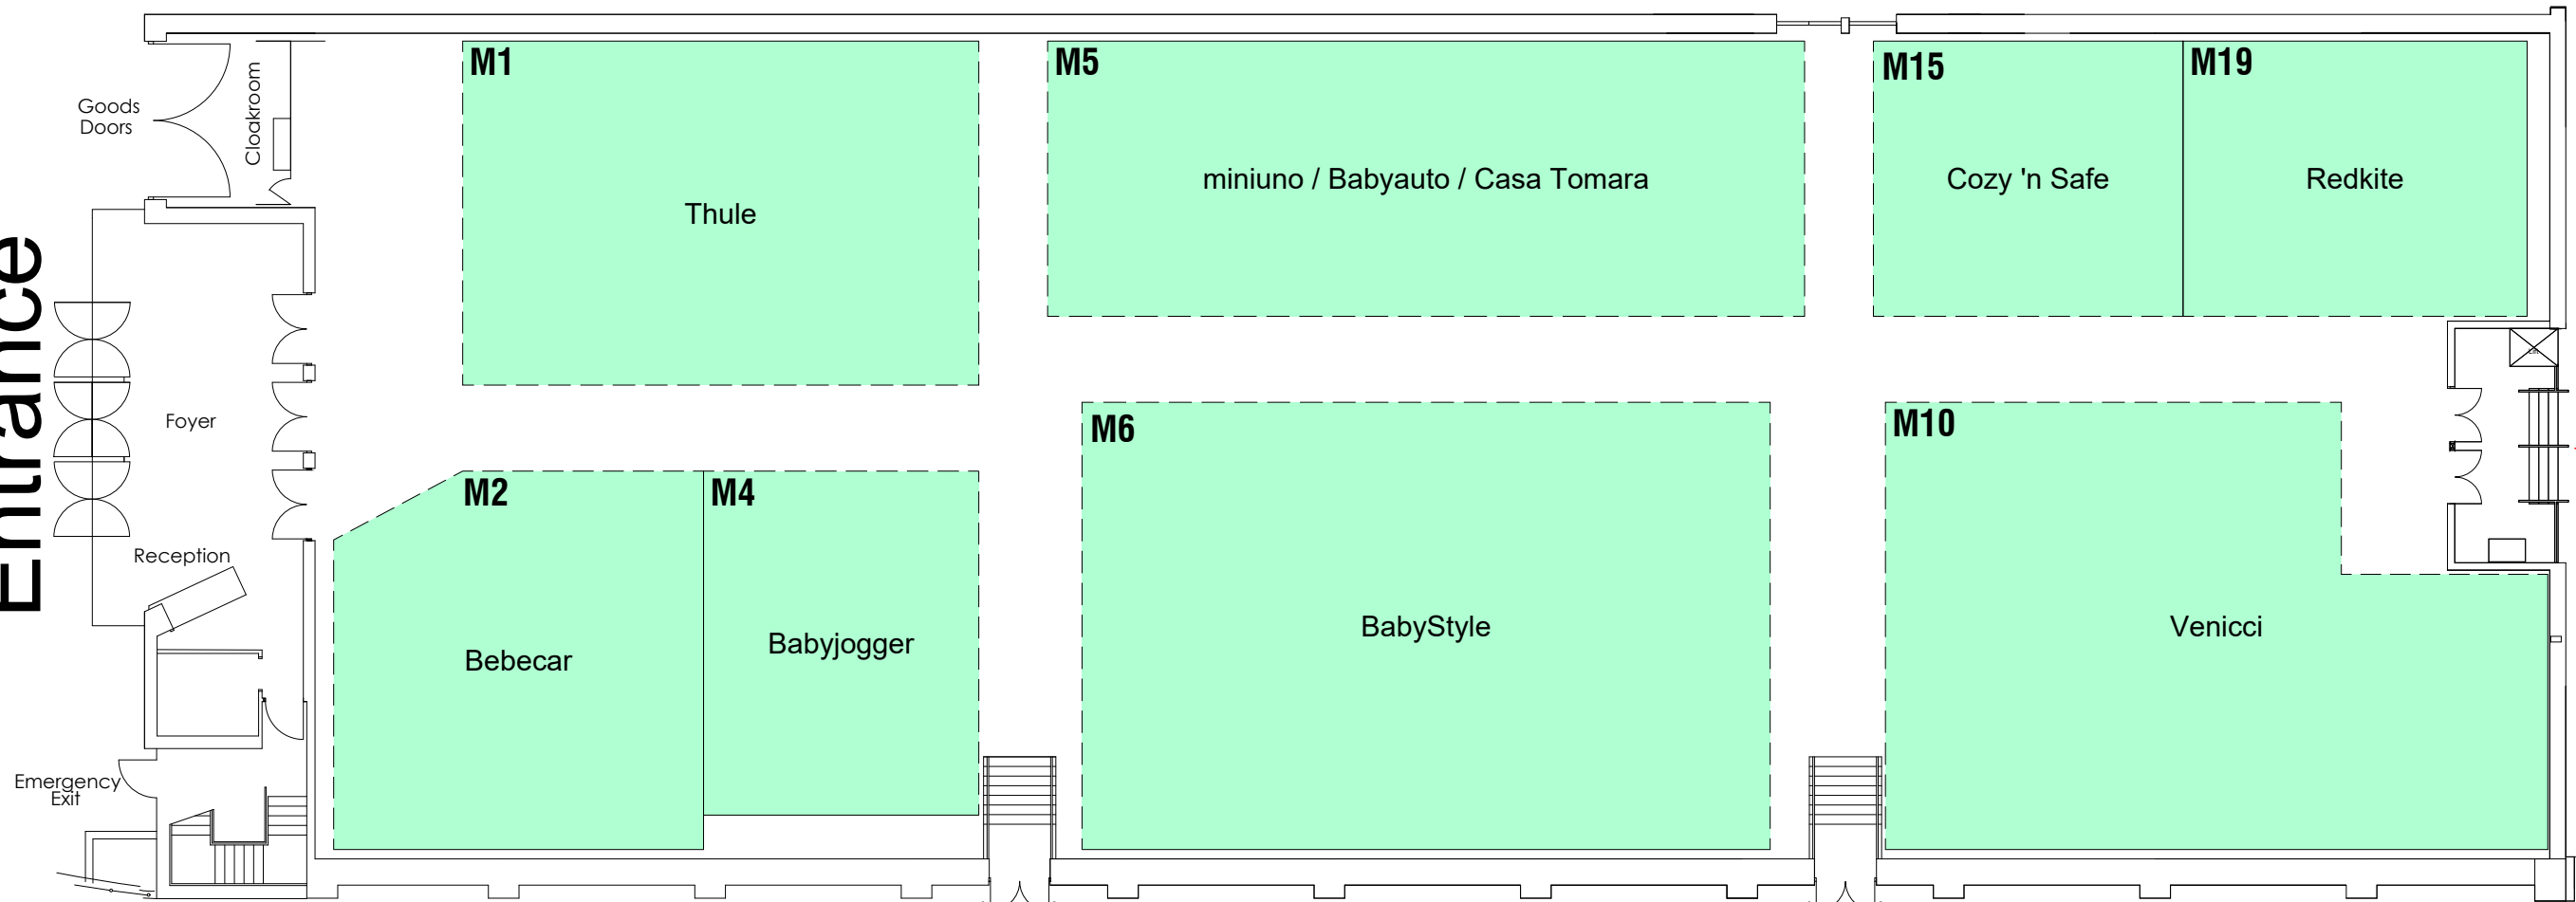 M1
M5
M15
M19
Goods
Doors
Cloakroom
Thule
miniuno / Babyauto / Casa Tomara
Cozy 'n Safe
Redkite
Entrance
Foyer
Lift
M2
M4
M6
M10
Reception
Bebecar
Babyjogger
BabyStyle
Venicci
Emergency
Exit